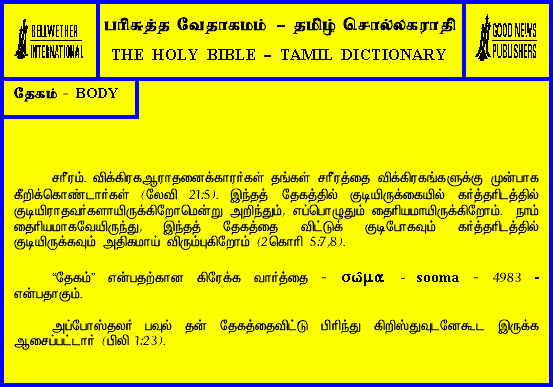 BELLWETHER
INTERNATIONAL
பரிசுத்த வேதாகமம் – தமிழ் சொல்லகராதி
THE HOLY BIBLE – TAMIL DICTIONARY
GOOD NEWS
PUBLISHERS
தேகம் - BODY
சரீரம். விக்கிரகஆராதனைக்காரர்கள் தங்கள் சரீரத்தை விக்கிரகங்களுக்கு முன்பாக
கீறிக்கொண்டார்கள் (லேவி 21:5). இந்தத் தேகத்தில் குடியிருக்கையில் கர்த்தரிடத்தில்
குடியிராதவர்களாயிருக்கிறோமென்று அறிந்தும், எப்பொழுதும் தைரியமாயிருக்கிறோம். நாம்
தைரியமாகவேயிருந்து, இந்தத் தேகத்தை விட்டுக் குடிபோகவும் கர்த்தரிடத்தில்
குடியிருக்கவும் அதிகமாய் விரும்புகிறோம் (2கொரி 5:7,8).
“தேகம்” என்பதற்கான கிரேக்க வார்த்தை - σῶμα - sooma - 4983 -
என்பதாகும்.
அப்போஸ்தலர் பவுல் தன் தேகத்தைவிட்டு பிரிந்து கிறிஸ்துவுடனேகூட இருக்க
ஆசைப்பட்டார் (பிலி 1:23).